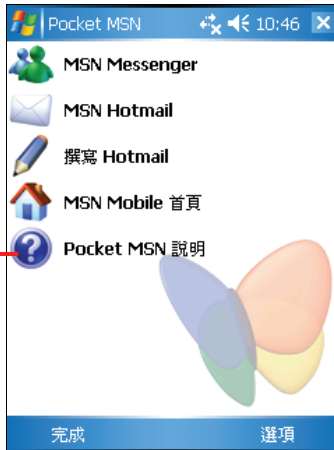 Pocket MSN 10:46
MSN Messenger
MSN Hotmail
撰寫 Hotmail
MSN Mobile 首頁
Pocket MSN 說明
完成 選項